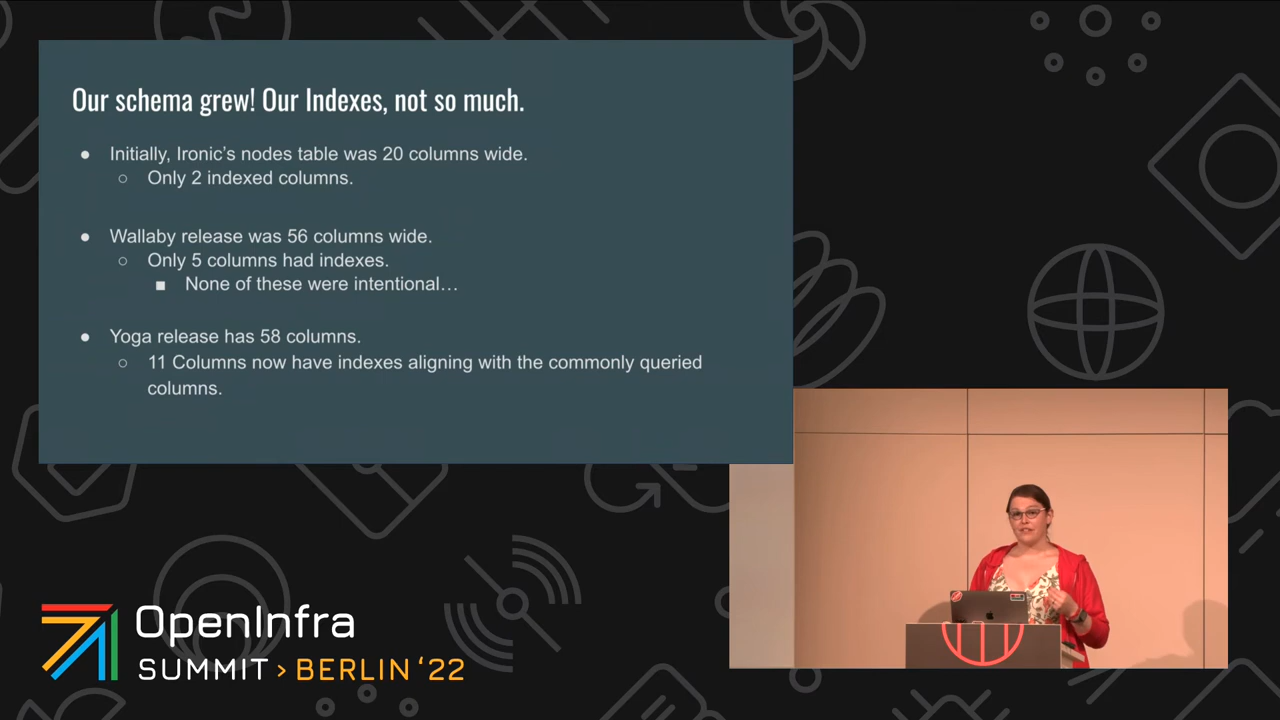 Our schema grew! Our Indexes, not so much.
● Initially, Ironic's nodes table was 20 columns wide.
○ Only 2 indexed columns.
● Wallaby release was 56 columns wide.
○ Only 5 columns had indexes.
■ None of these were intentional…
● Yoga release has 58 columns.
○ 11 Columns now have indexes aligning with the commonly queried
columns.
OpenInfra
SUMMIT > BERLIN ‘22